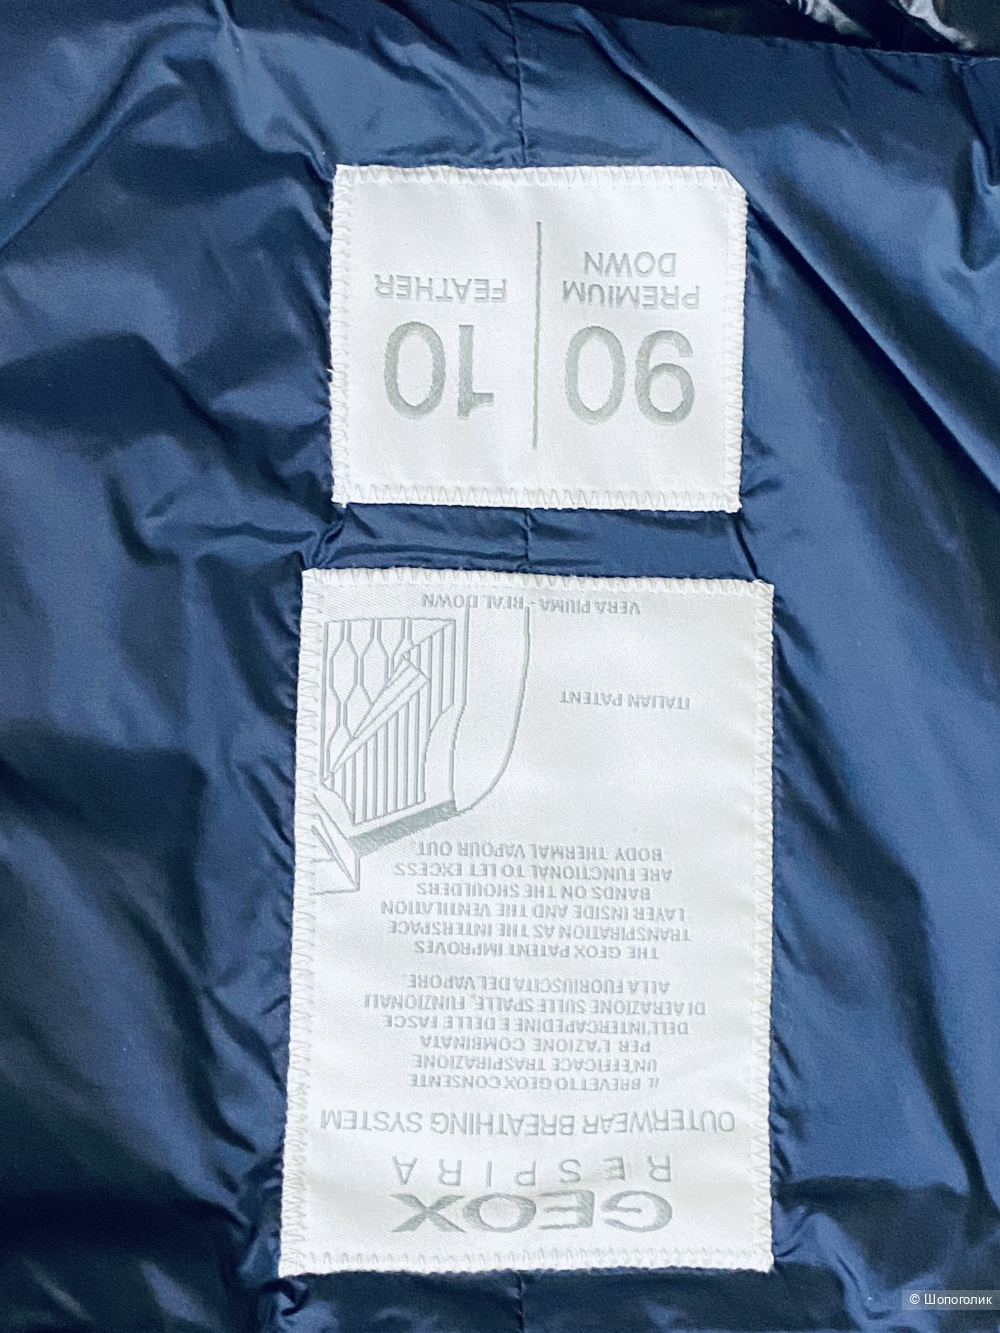 GEOX
RESPIRA
OUTERWEAR BREATHING SYSTEM
IL BREVETTO GEOX CONSENTE
UN'EFFICACE TRASPIRAZIONE
PER L'AZIONE COMBINATA
DELL'INTERCAPEDINE E DELLE FASCE
DI AERAZIONE SULLE SPALLE, FUNZIONALI
ALLA FUORIUSCITA DEL VAPORE.
THE GEOX PATENT IMPROVES
TRANSPIRATION AS THE INTERSPACE
LAYER INSIDE AND THE VENTILATION
BANDS ON THE SHOULDERS
ARE FUNCTIONAL TO LET EXCESS
BODY THERMAL VAPOUR OUT.
ITALIAN PATENT
VERA PIUMA - REAL DOWN
90 10
PREMIUM FEATHER
DOWN
© Шопоголик